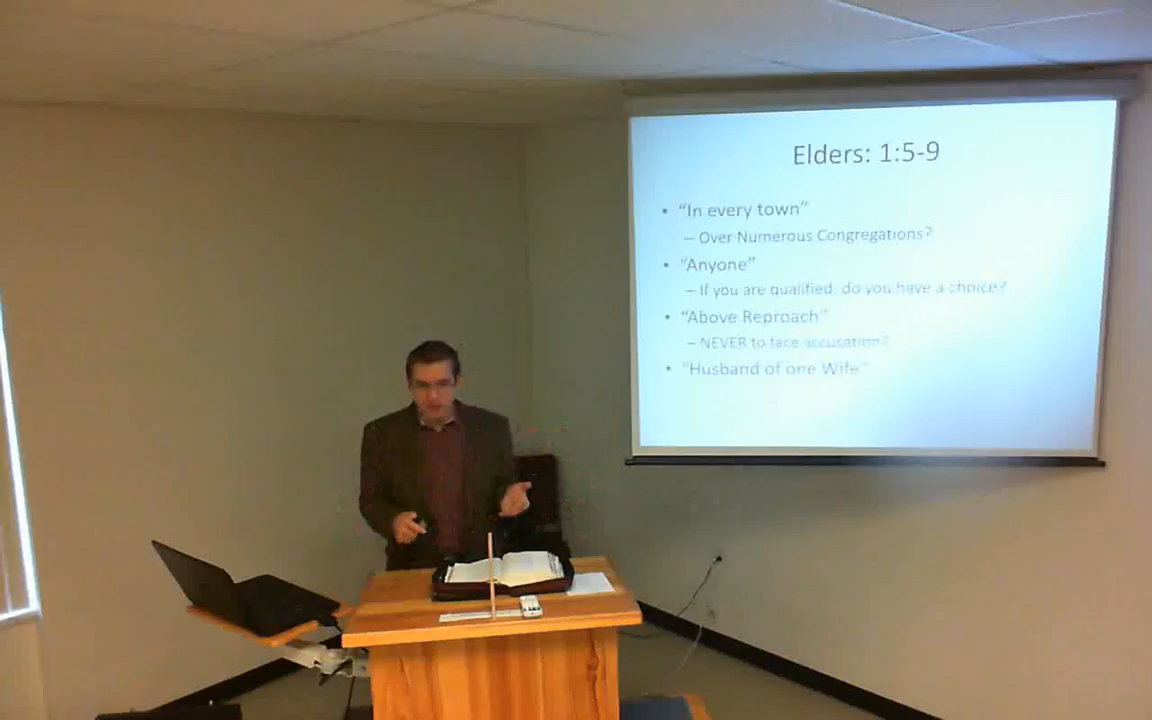 Elders: 1:5-9
• “In every town”
– Over Numerous Congregations?
• “Anyone”
– If you are qualified, do you have a choice?
• “Above Reproach”
– NEVER to face accusation?
• “Husband of one Wife”